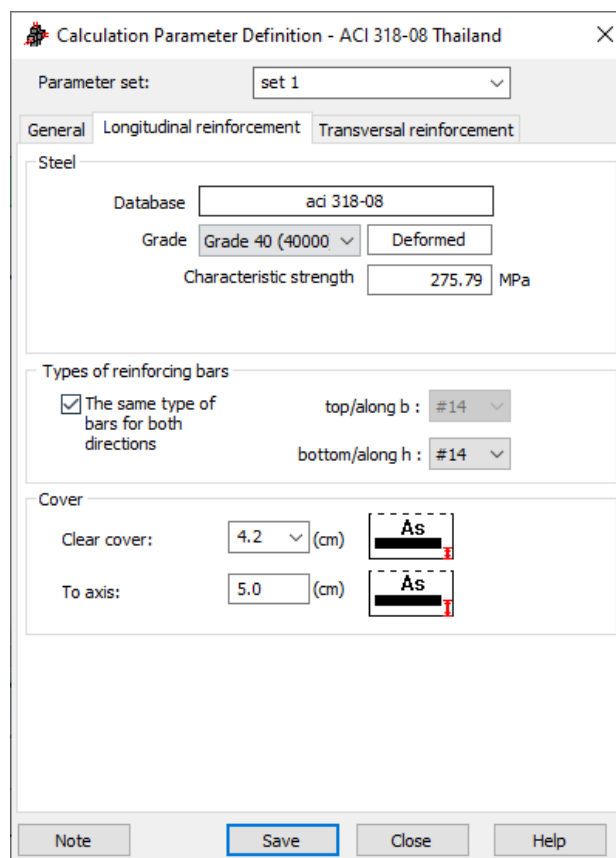 Calculation Parameter Definition - ACI 318-08 Thailand
Parameter set: set 1
General Longitudinal reinforcement Transversal reinforcement
Steel
Database aci 318-08
Grade Grade 40 (40000) Deformed
Characteristic strength 275.79 MPa
Types of reinforcing bars
The same type of bars for both directions
top/along b : #14
bottom/along h : #14
Cover
Clear cover: 4.2 (cm) As
To axis: 5.0 (cm) As
Note Save Close Help